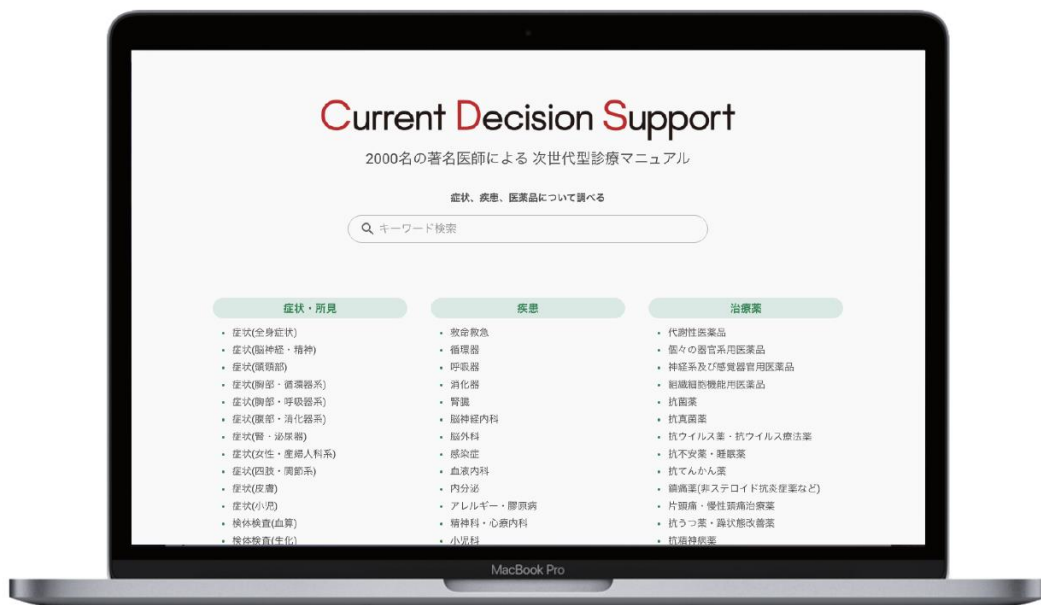 Current Decision Support
2000名の著名医師による 次世代型診療マニュアル
症状、疾患、医薬品について調べる
キーワード検索
症状・所見
・症状(全身症状)
・症状(脳神経・精神)
・症状(頭頸部)
・症状(胸部・循環器系)
・症状(胸部・呼吸器系)
・症状(腹部・消化器系)
・症状(腎・泌尿器)
・症状(女性・産婦人科系)
・症状(四肢・関節系)
・症状(皮膚)
・症状(小児)
・検体検査(血算)
・検体検査(生化)
疾患
・救命救急
・循環器
・呼吸器
・消化器
・腎臓
・脳神経内科
・脳外科
・感染症
・血液内科
・内分泌
・アレルギー・膠原病
・精神科・心療内科
・小児科
治療薬
・代謝性医薬品
・個々の器官系用医薬品
・神経系及び感覚器官用医薬品
・組織細胞機能用医薬品
・抗菌薬
・抗真菌薬
・抗ウイルス薬・抗ウイルス療法薬
・抗不安薬・睡眠薬
・抗てんかん薬
・鎮痛薬(非ステロイド抗炎症薬など)
・片頭痛・慢性頭痛治療薬
・抗うつ薬・躁状態改善薬
・抗精神病薬
MacBook Pro